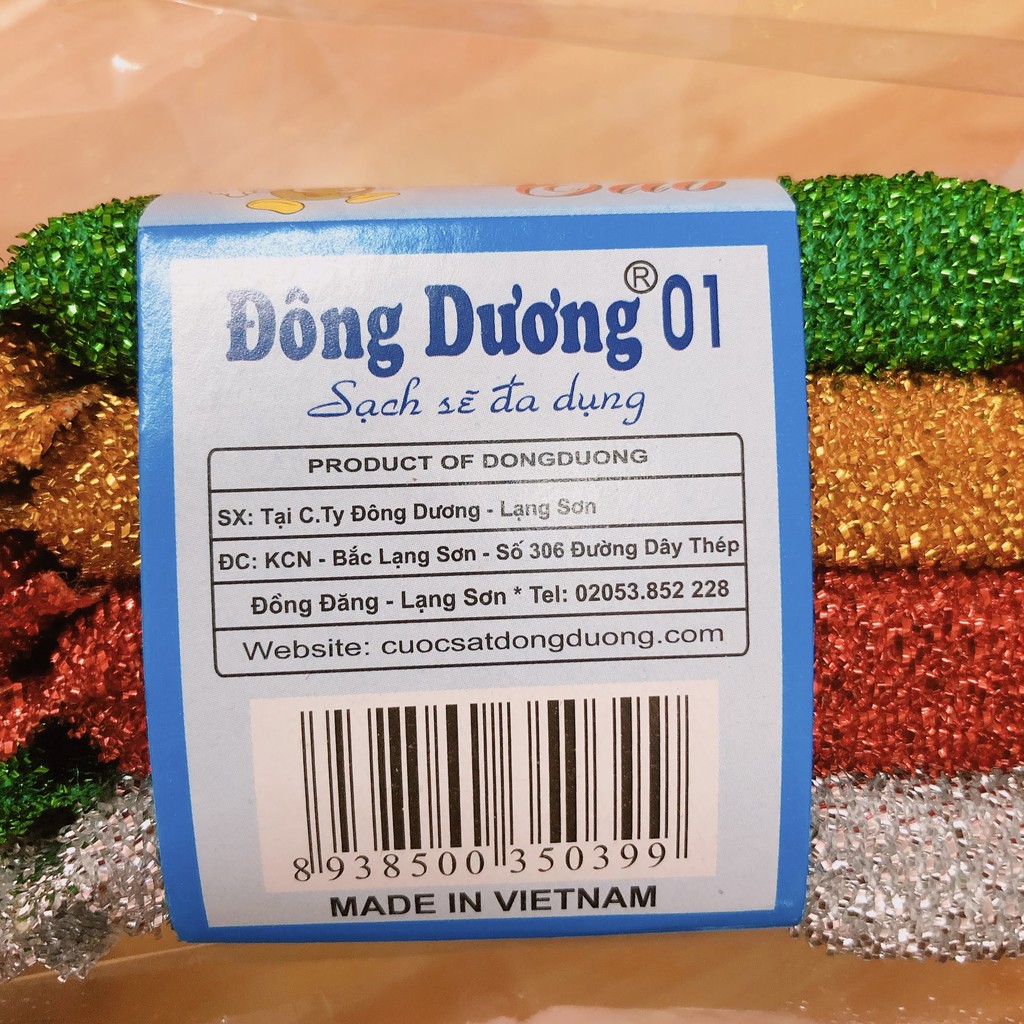 Đông Dương ® 01
Sạch sẽ đa dụng
PRODUCT OF DONGDUONG
SX: Tại C.Ty Đông Dương - Lạng Sơn
ĐC: KCN - Bắc Lạng Sơn - Số 306 Đường Dây Thép
Đồng Đăng - Lạng Sơn * Tel: 02053.852 228
Website: cuocsatdongduong.com
8 938500 350399
MADE IN VIETNAM